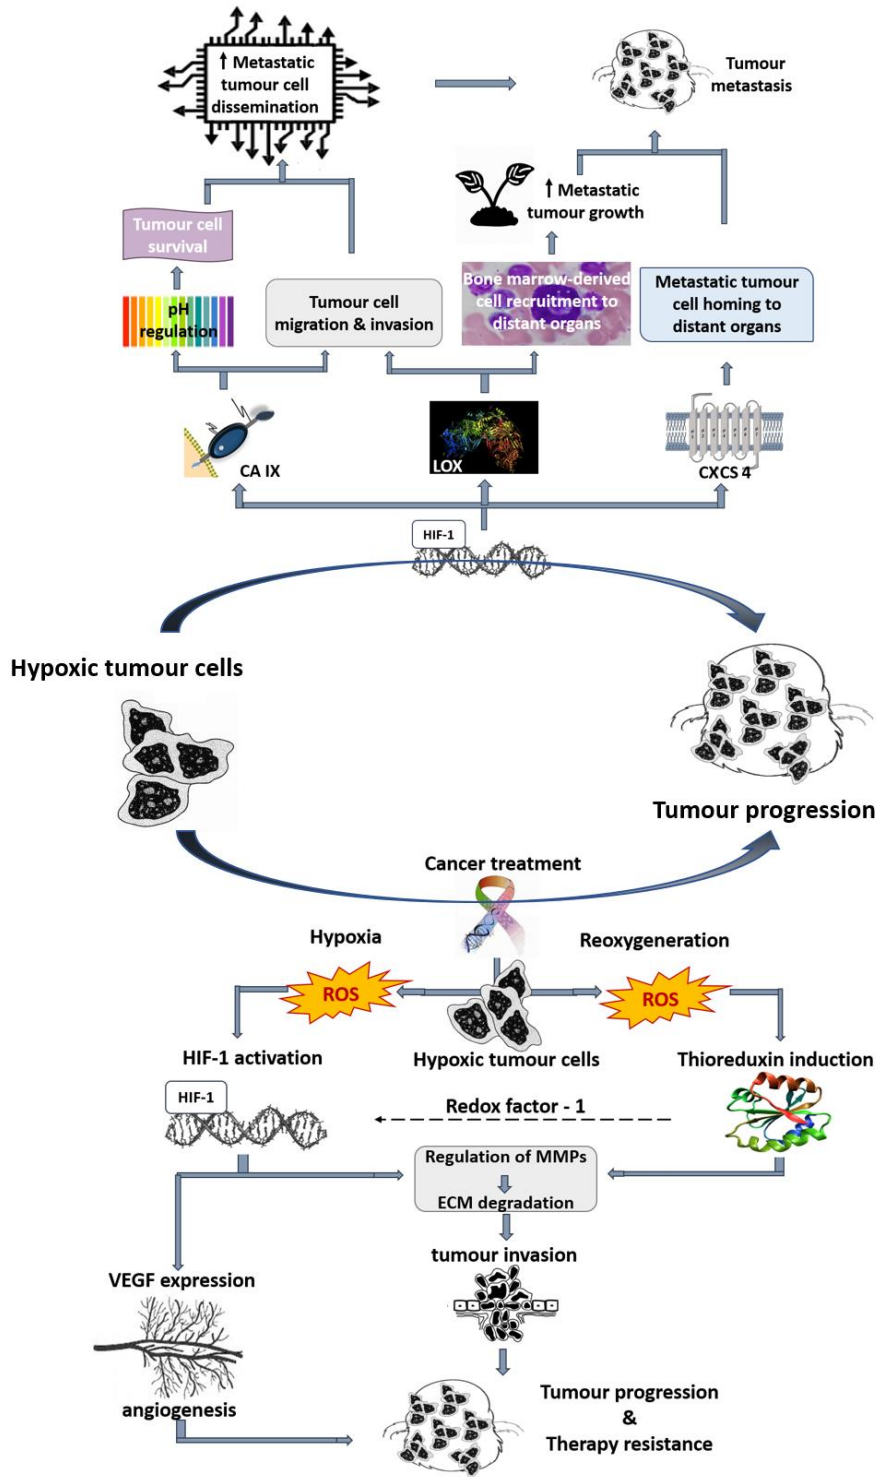 ↑ Metastatic
tumour cell
dissemination
Tumour
metastasis
↑ Metastatic
tumour growth
Tumour cell
survival
pH
regulation
Tumour cell
migration & invasion
Bone marrow-derived
cell recruitment to
distant organs
Metastatic tumour
cell homing to
distant organs
CA IX
LOX
CXCS 4
HIF-1
Hypoxic tumour cells
Tumour progression
Cancer treatment
Hypoxia
Reoxygeneration
ROS
ROS
HIF-1 activation
Hypoxic tumour cells
Thioreduxin induction
HIF-1
Redox factor - 1
Regulation of MMPs
ECM degradation
tumour invasion
VEGF expression
angiogenesis
Tumour progression
&
Therapy resistance